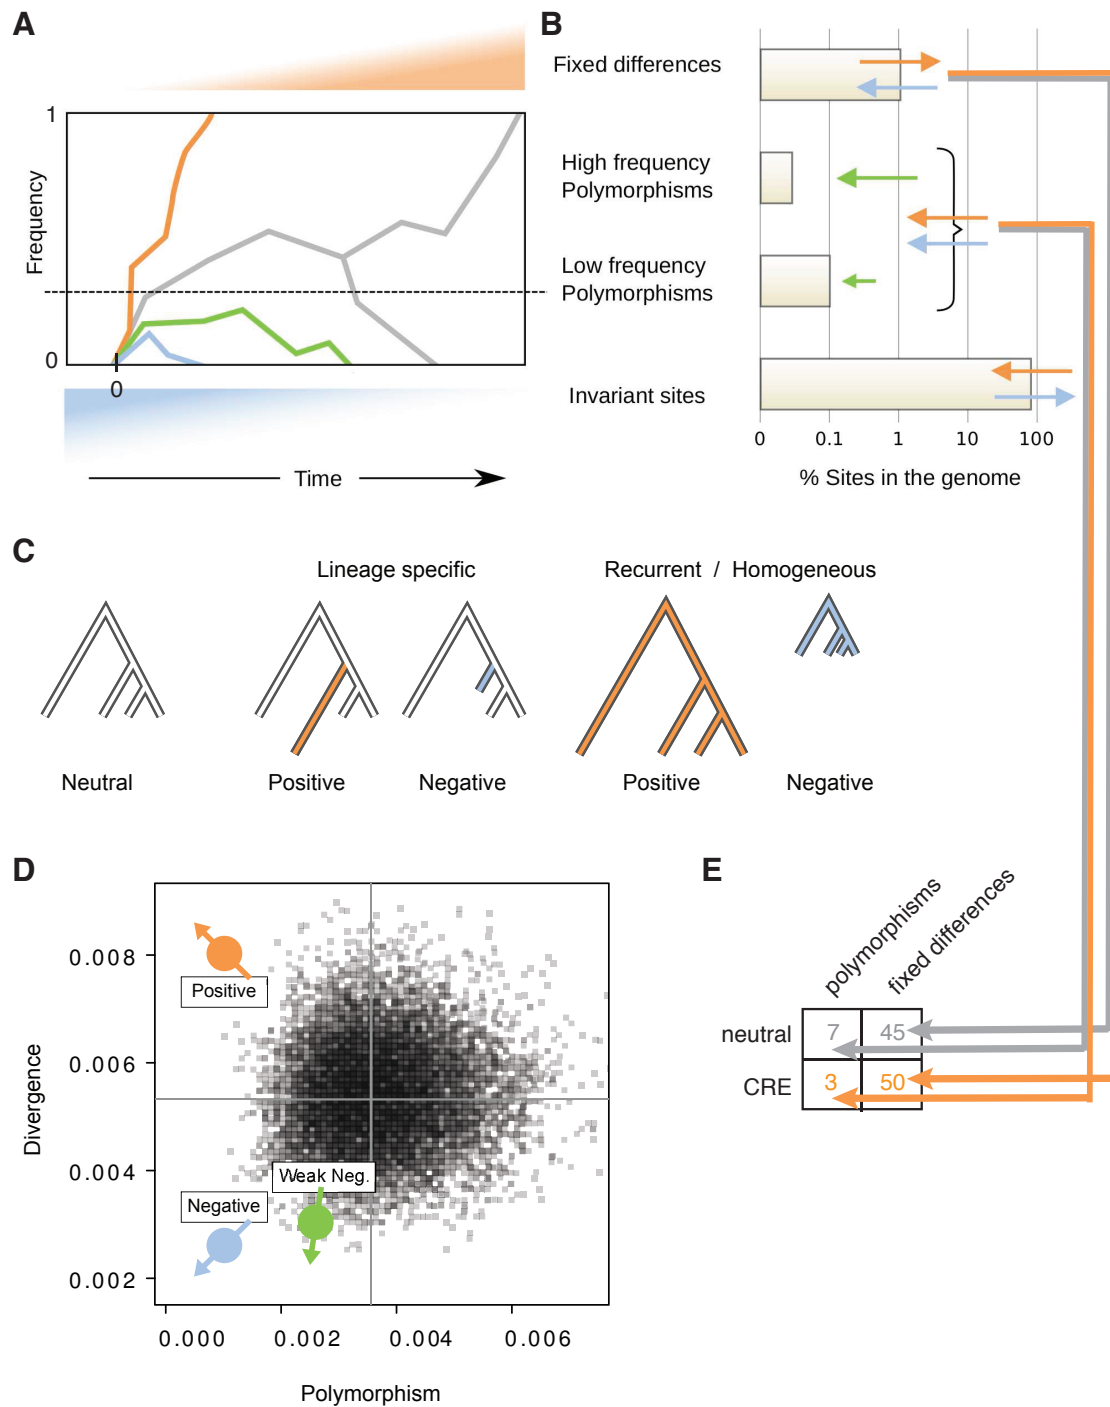 A
1
Frequency
0
0
Time
B
Fixed differences
High frequency
Polymorphisms
Low frequency
Polymorphisms
Invariant sites
0 0.1 1 10 100
% Sites in the genome
C
Lineage specific
Recurrent / Homogeneous
Neutral
Positive
Negative
Positive
Negative
D
Divergence
0.008
0.006
0.004
0.002
Positive
Weak Neg.
Negative
0.000 0.002 0.004 0.006
Polymorphism
E
polymorphisms
fixed differences
neutral 7 45
CRE 3 50